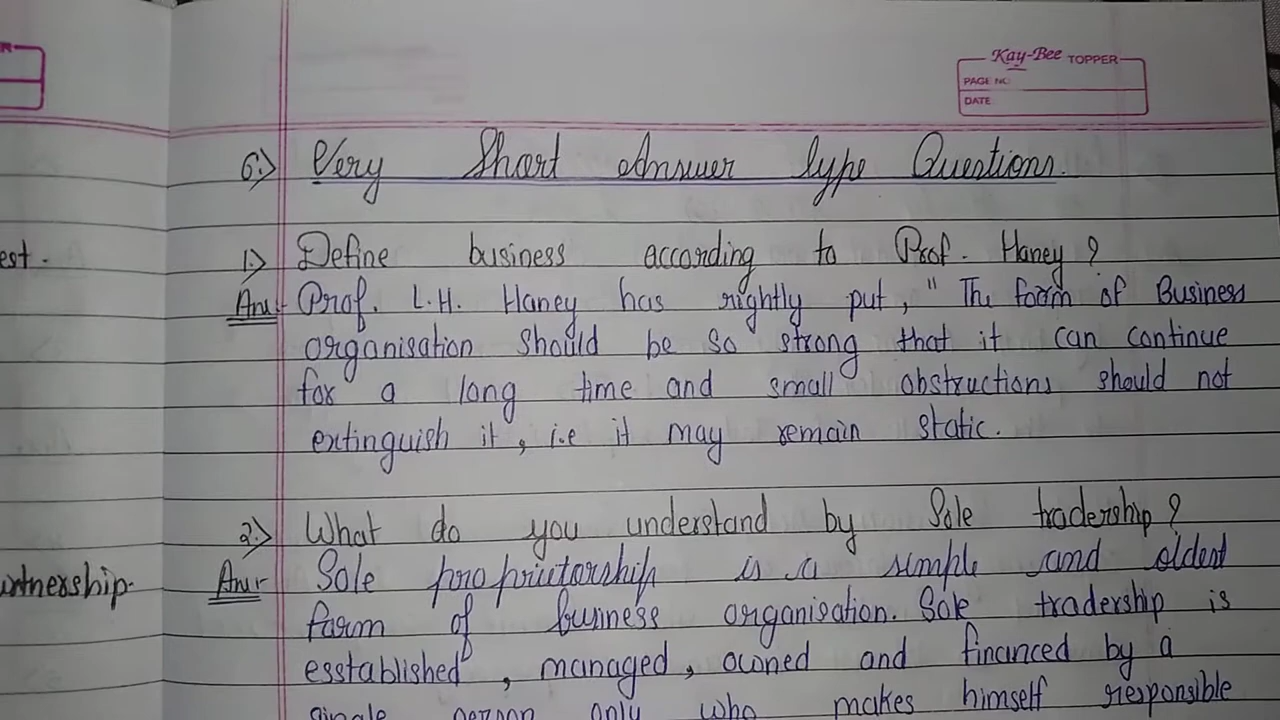 Kay-Bee TOPPER
PAGE NO
DATE
6.) Very Short Answer type Questions.
est.
1) Define business according to Prof. Haney?
Ans:- Prof. L.H. Haney has rightly put, "The form of Business
organisation should be so strong that it can continue
for a long time and small obstructions should not
extinguish it, i.e it may remain static.
2.) What do you understand by Sole tradership?
artnership.
Ans:- Sole proprietorship is a simple and oldest
form of business organisation. Sole tradership is
esstablished, managed, owned and financed by a
single person only who makes himself responsible